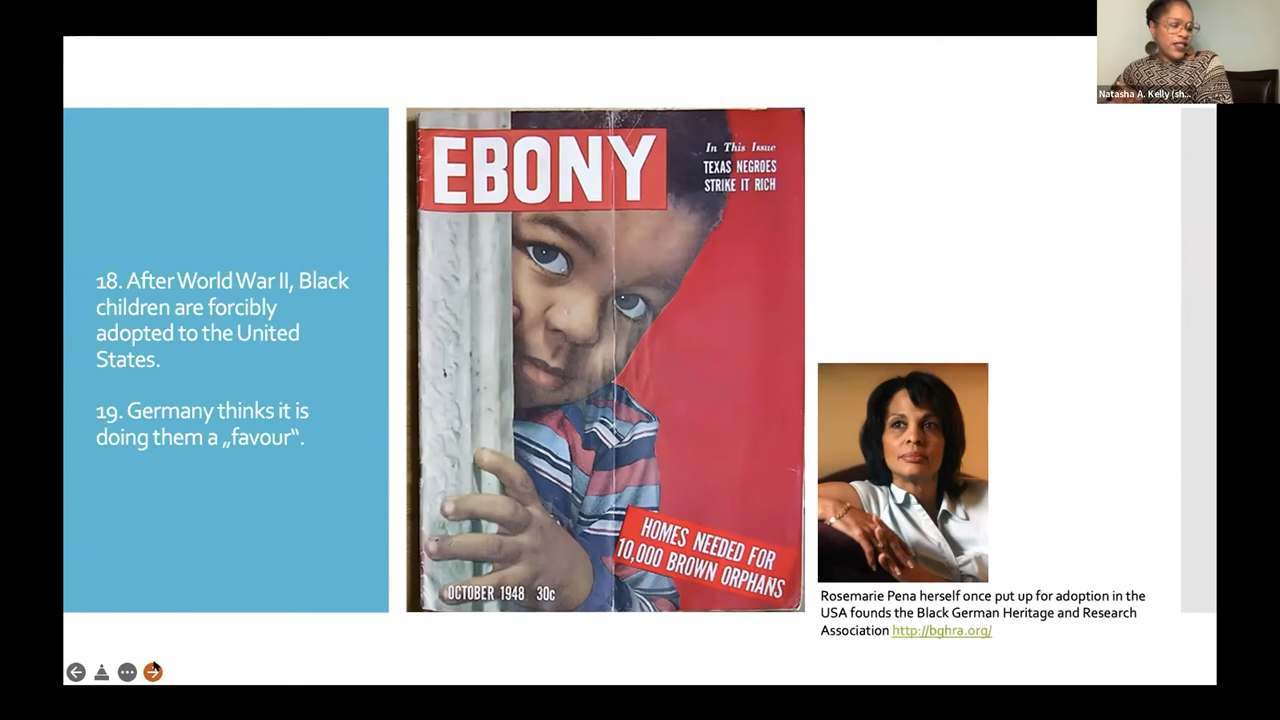 Natasha A. Kelly (sh...
18. After World War II, Black
children are forcibly
adopted to the United
States.
19. Germany thinks it is
doing them a „favour“.
EBONY
In This Issue
TEXAS NEGROES
STRIKE IT RICH
HOMES NEEDED FOR
10,000 BROWN ORPHANS
OCTOBER 1948 30c
Rosemarie Pena herself once put up for adoption in the
USA founds the Black German Heritage and Research
Association http://bghra.org/